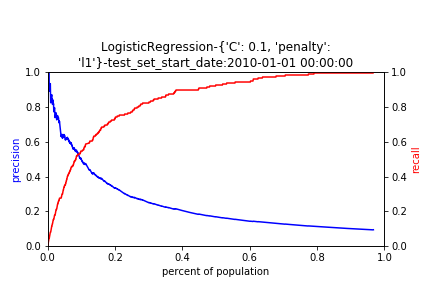 LogisticRegression-{'C': 0.1, 'penalty':
'l1'}-test_set_start_date:2010-01-01 00:00:00
1.0
0.8
0.6
0.4
0.2
0.0
precision
1.0
0.8
0.6
0.4
0.2
0.0
recall
0.0 0.2 0.4 0.6 0.8 1.0
percent of population